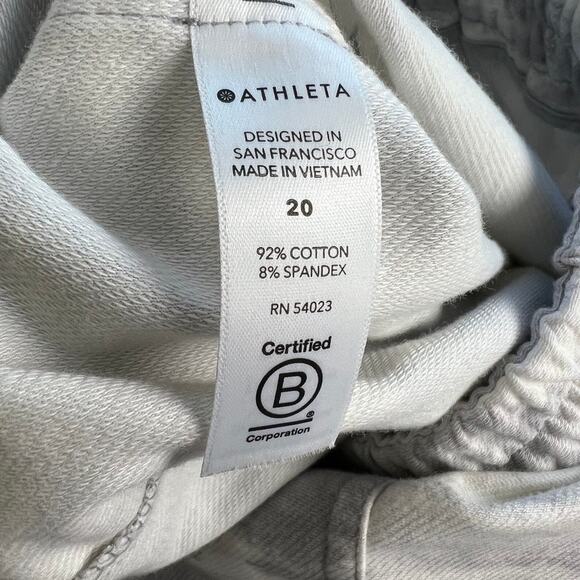 ATHLETA
DESIGNED IN
SAN FRANCISCO
MADE IN VIETNAM
20
92% COTTON
8% SPANDEX
RN 54023
Certified
B
®
Corporation